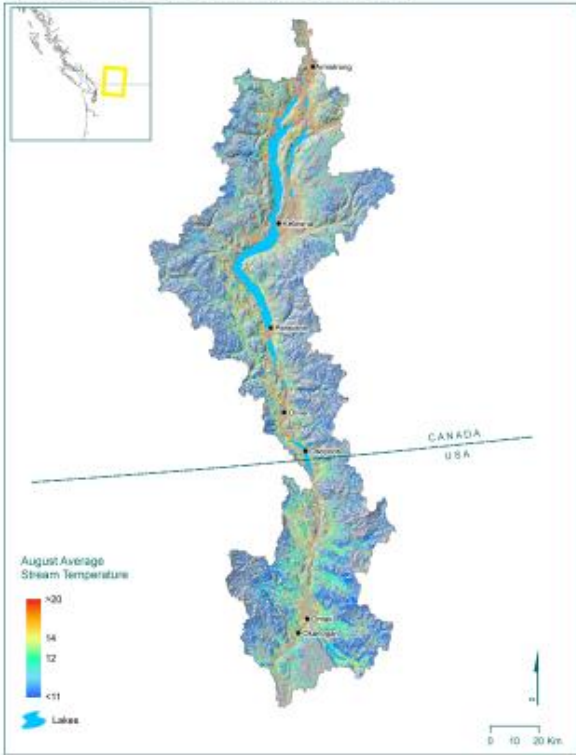 Armstrong
Kelowna
Penticton
Oliver
Osoyoos
CANADA
USA
August Average
Stream Temperature
>20
14
12
<11
Omak
Okanogan
Lakes
0 10 20 Km